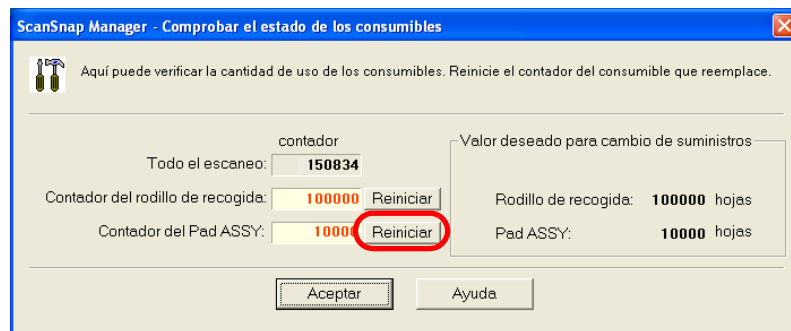 ScanSnap Manager - Comprobar el estado de los consumibles
Aquí puede verificar la cantidad de uso de los consumibles. Reinicie el contador del consumible que reemplace.
contador
Todo el escaneo: 150834
Contador del rodillo de recogida: 100000 Reiniciar
Contador del Pad ASSY: 10000 Reiniciar
Valor deseado para cambio de suministros
Rodillo de recogida: 100000 hojas
Pad ASSY: 10000 hojas
Aceptar
Ayuda